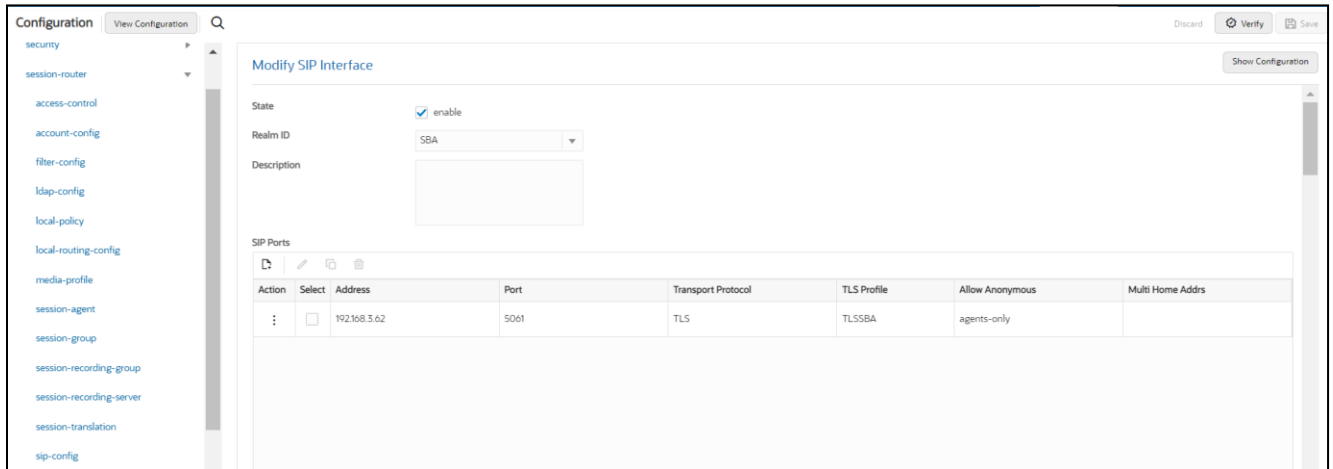 Configuration View Configuration Discard Verify Save
security
session-router
access-control
account-config
filter-config
ldap-config
local-policy
local-routing-config
media-profile
session-agent
session-group
session-recording-group
session-recording-server
session-translation
sip-config
Modify SIP Interface Show Configuration
State enable
Realm ID SBA
Description
SIP Ports
Action Select Address Port Transport Protocol TLS Profile Allow Anonymous Multi Home Addrs
192.168.3.62 5061 TLS TLSSBA agents-only